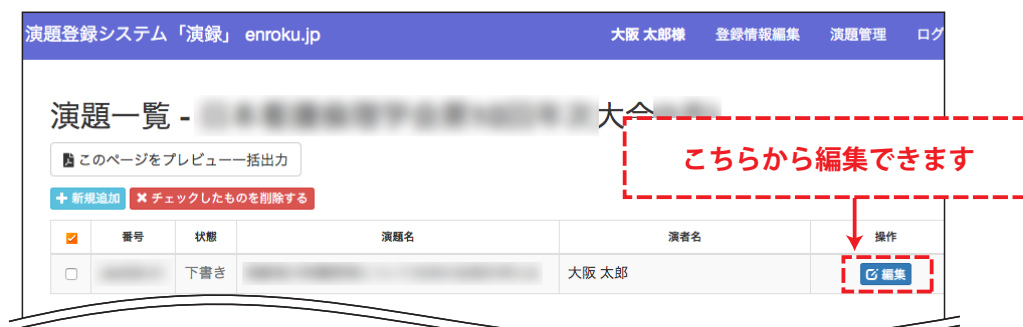 演題登録システム「演録」 enroku.jp 大阪 太郎様 登録情報編集 演題管理 ログ
演題一覧 - 大会
こちらから編集できます
このページをプレビュー一括出力
新規追加 チェックしたものを削除する
番号 状態 演題名 演者名 操作
下書き 大阪 太郎 編集